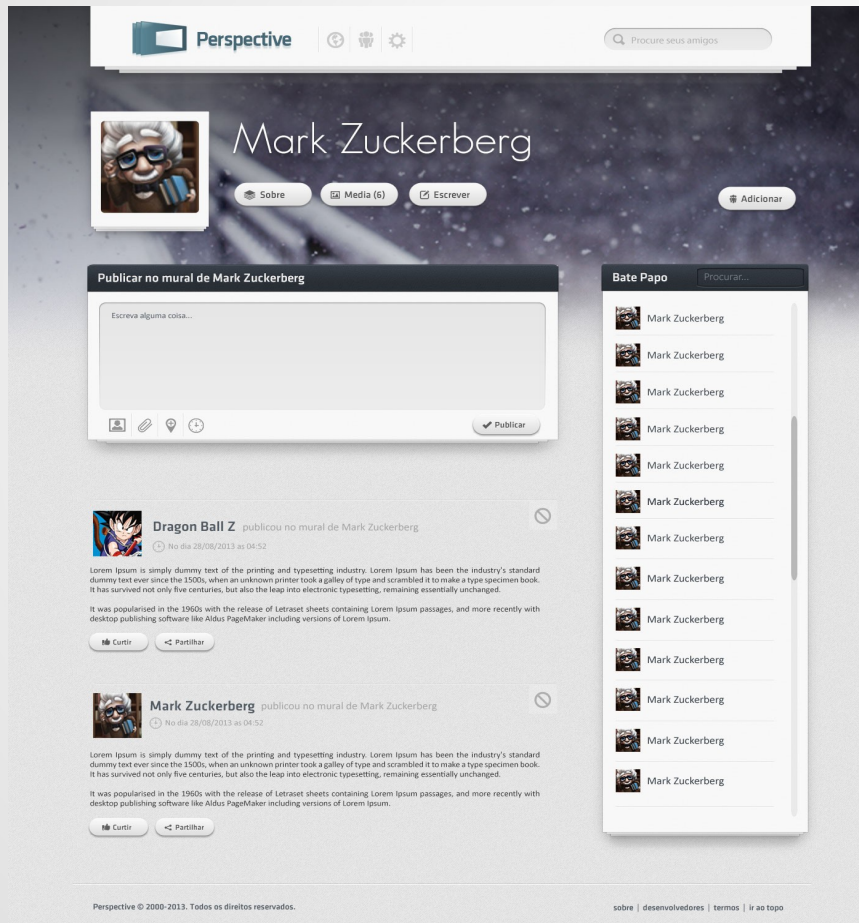 Perspective
Procure seus amigos
Mark Zuckerberg
Sobre
Media (6)
Escrever
Adicionar
Publicar no mural de Mark Zuckerberg
Escreva alguma coisa...
Publicar
Bate Papo
Procurar...
Mark Zuckerberg
Mark Zuckerberg
Mark Zuckerberg
Mark Zuckerberg
Mark Zuckerberg
Mark Zuckerberg
Mark Zuckerberg
Mark Zuckerberg
Mark Zuckerberg
Mark Zuckerberg
Mark Zuckerberg
Mark Zuckerberg
Mark Zuckerberg
Dragon Ball Z publicou no mural de Mark Zuckerberg
No dia 28/08/2013 as 04:52
Lorem Ipsum is simply dummy text of the printing and typesetting industry. Lorem Ipsum has been the industry's standard
dummy text ever since the 1500s, when an unknown printer took a galley of type and scrambled it to make a type specimen book.
It has survived not only five centuries, but also the leap into electronic typesetting, remaining essentially unchanged.
It was popularised in the 1960s with the release of Letraset sheets containing Lorem Ipsum passages, and more recently with
desktop publishing software like Aldus PageMaker including versions of Lorem Ipsum.
Curtir
Partilhar
Mark Zuckerberg publicou no mural de Mark Zuckerberg
No dia 28/08/2013 as 04:52
Lorem Ipsum is simply dummy text of the printing and typesetting industry. Lorem Ipsum has been the industry's standard
dummy text ever since the 1500s, when an unknown printer took a galley of type and scrambled it to make a type specimen book.
It has survived not only five centuries, but also the leap into electronic typesetting, remaining essentially unchanged.
It was popularised in the 1960s with the release of Letraset sheets containing Lorem Ipsum passages, and more recently with
desktop publishing software like Aldus PageMaker including versions of Lorem Ipsum.
Curtir
Partilhar
Perspective © 2000-2013. Todos os direitos reservados.
sobre | desenvolvedores | termos | ir ao topo